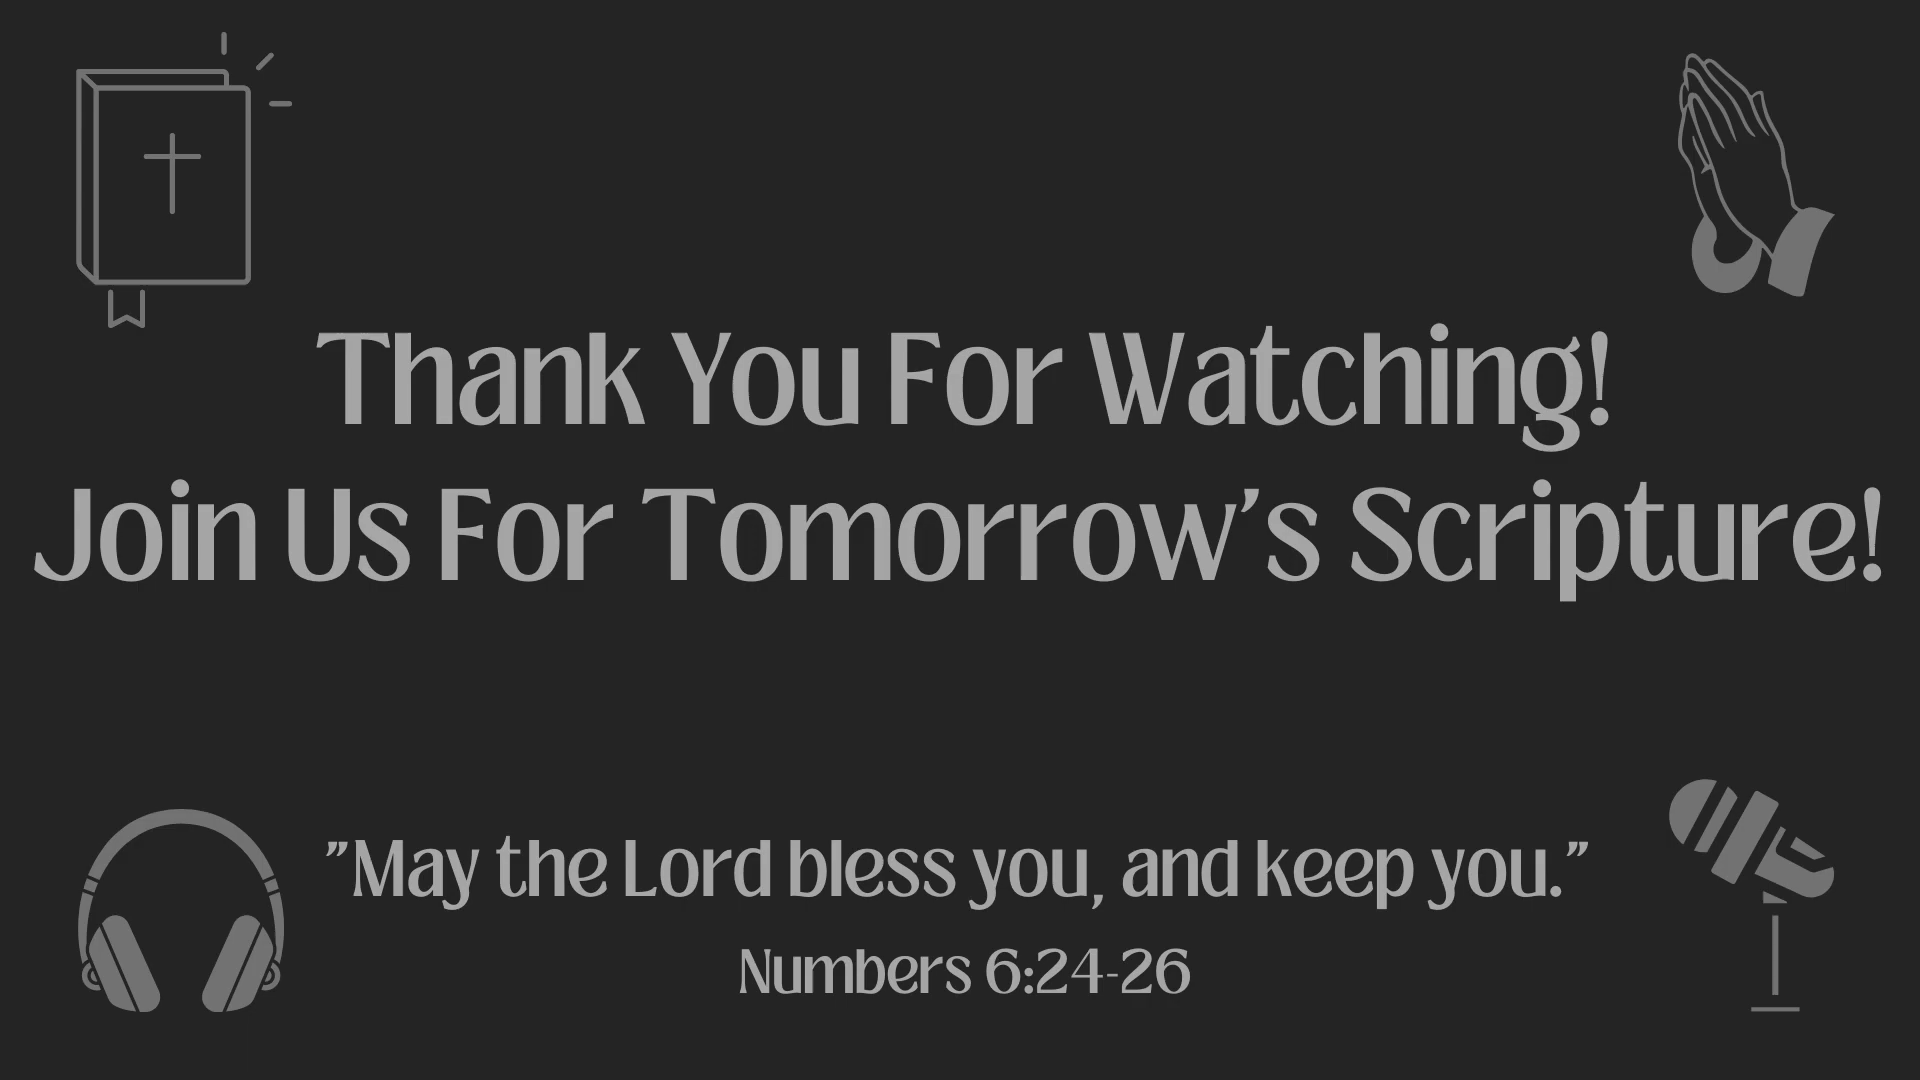 Thank You For Watching!
Join Us For Tomorrow’s Scripture!
”May the Lord bless you, and keep you.”
Numbers 6:24-26